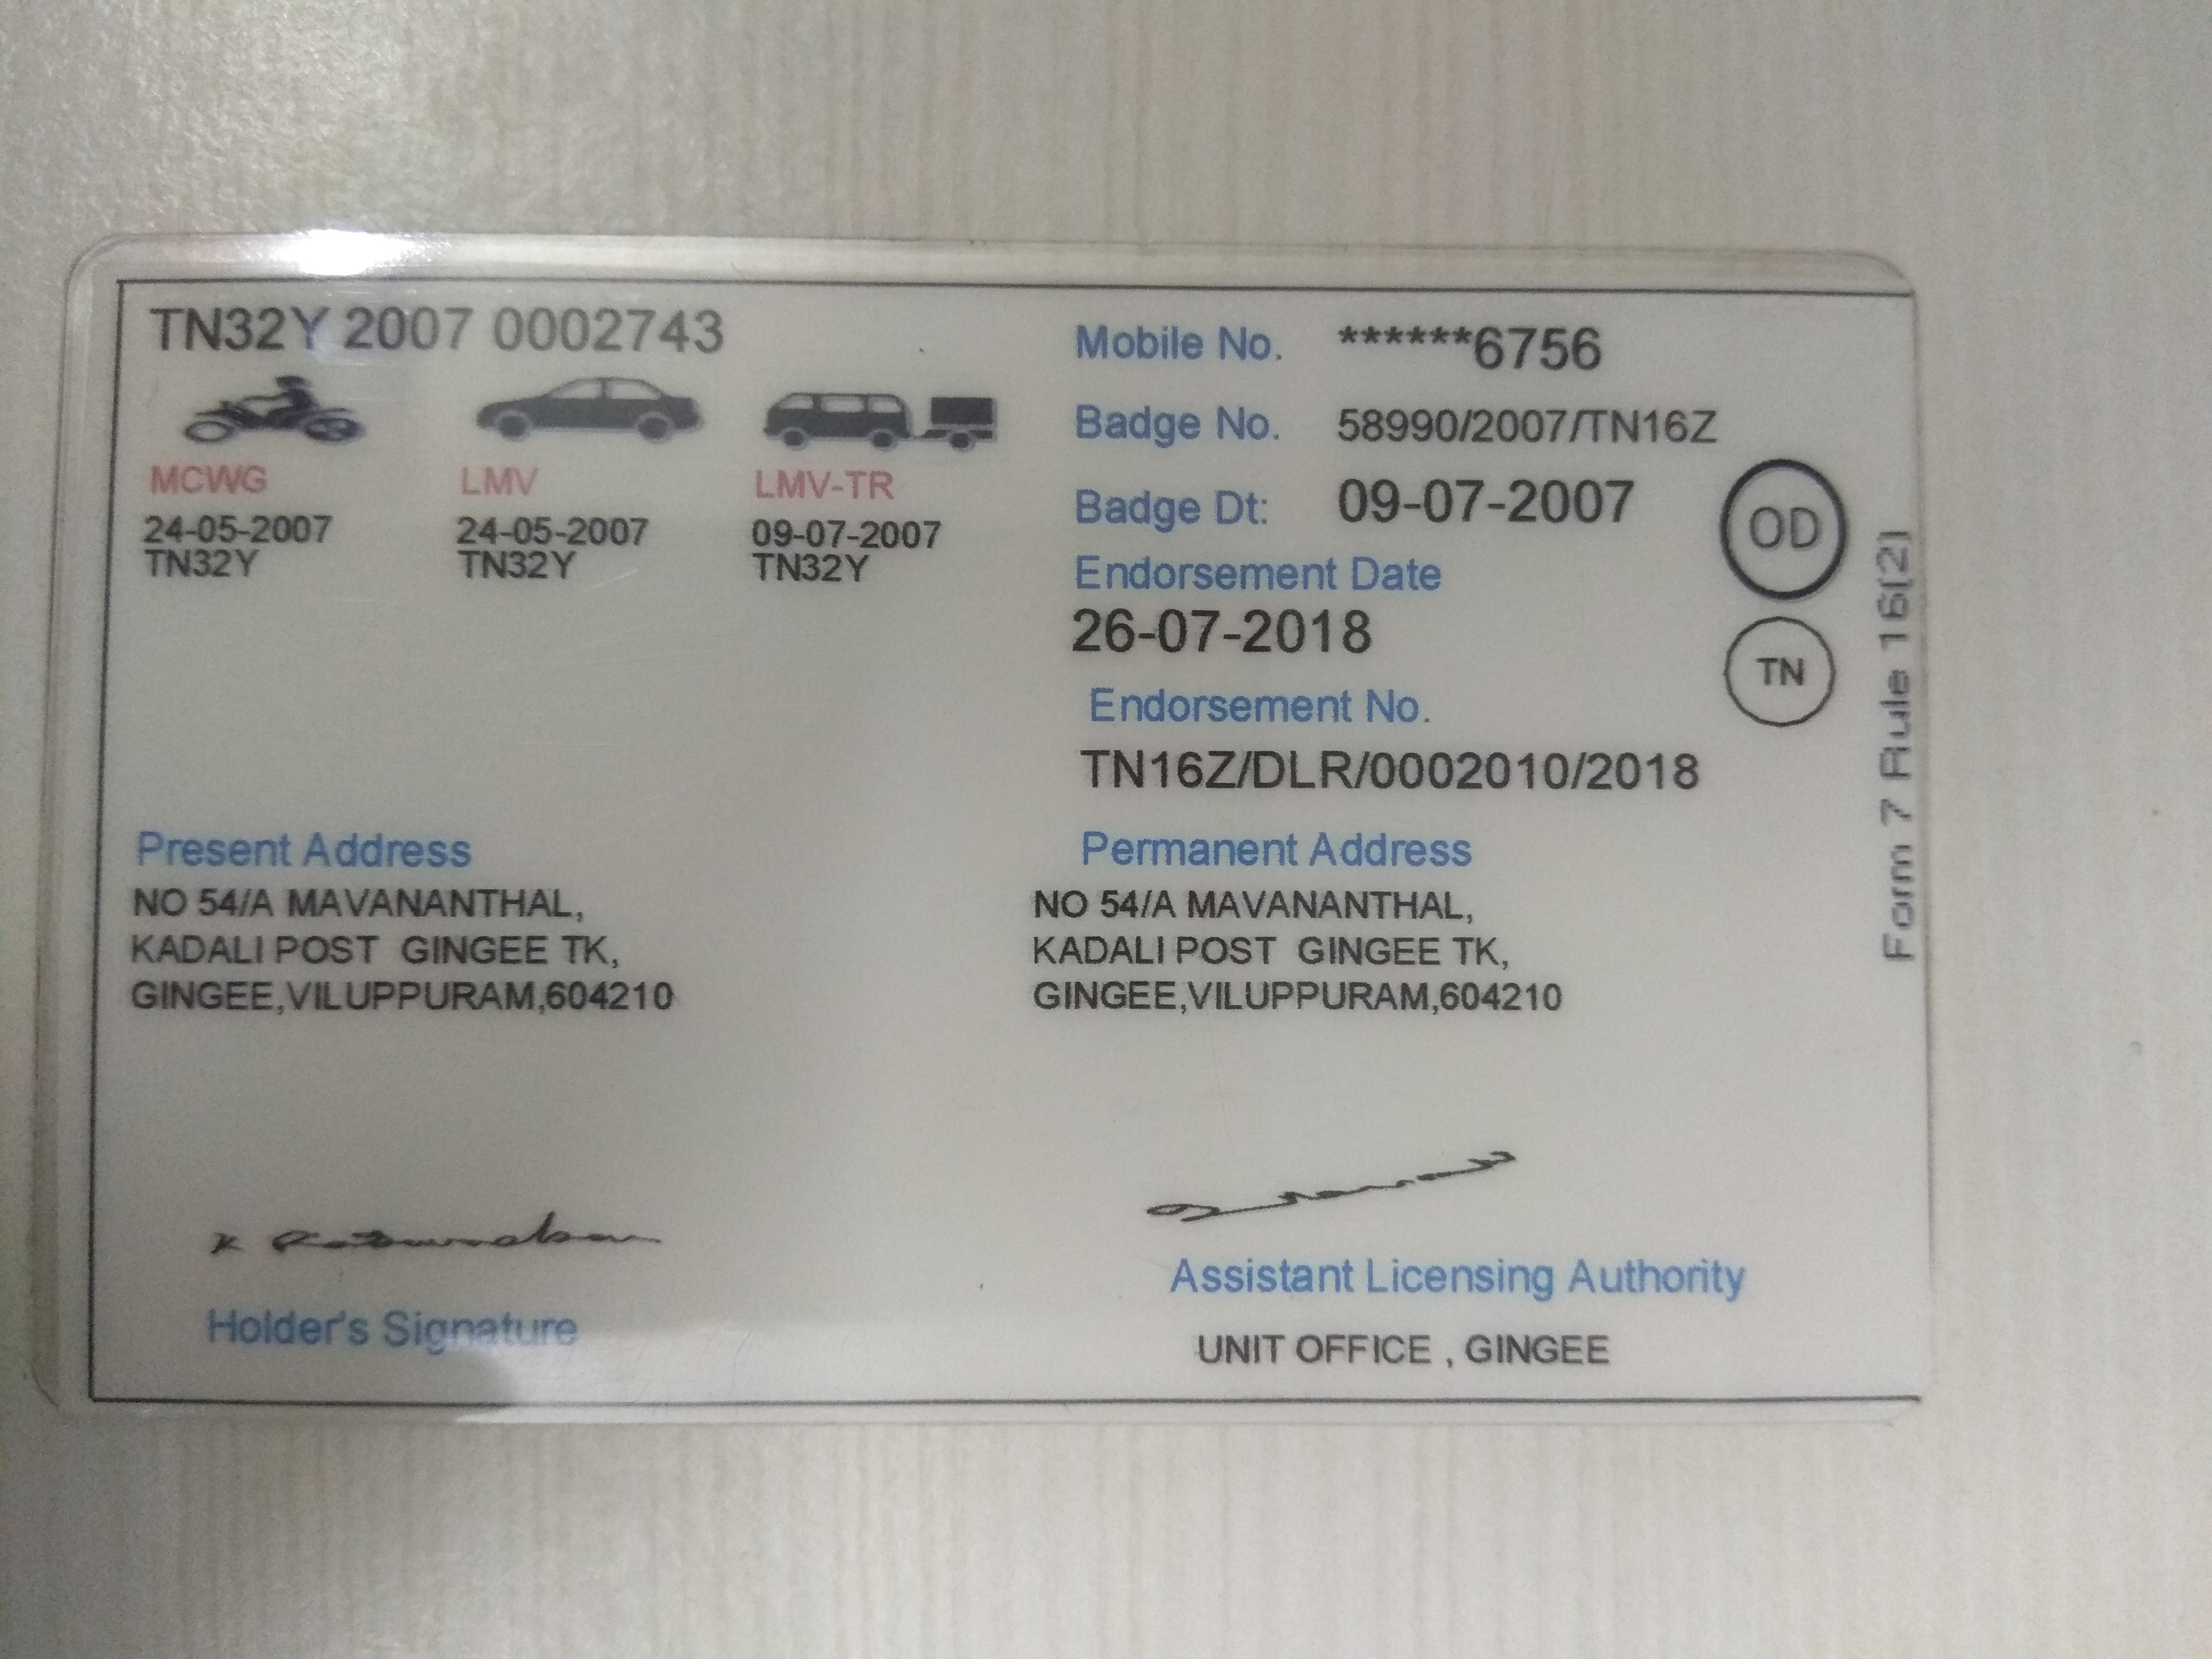 TN32Y 2007 0002743
MCWG
24-05-2007
TN32Y
LMV
24-05-2007
TN32Y
LMV-TR
09-07-2007
TN32Y
Mobile No. ******6756
Badge No. 58990/2007/TN16Z
Badge Dt: 09-07-2007
Endorsement Date
26-07-2018
Endorsement No.
TN16Z/DLR/0002010/2018
OD
TN
Form 7 Rule 16(2)
Present Address
NO 54/A MAVANANTHAL,
KADALI POST GINGEE TK,
GINGEE,VILUPPURAM,604210
Permanent Address
NO 54/A MAVANANTHAL,
KADALI POST GINGEE TK,
GINGEE,VILUPPURAM,604210
K
Holder's Signature
Assistant Licensing Authority
UNIT OFFICE , GINGEE